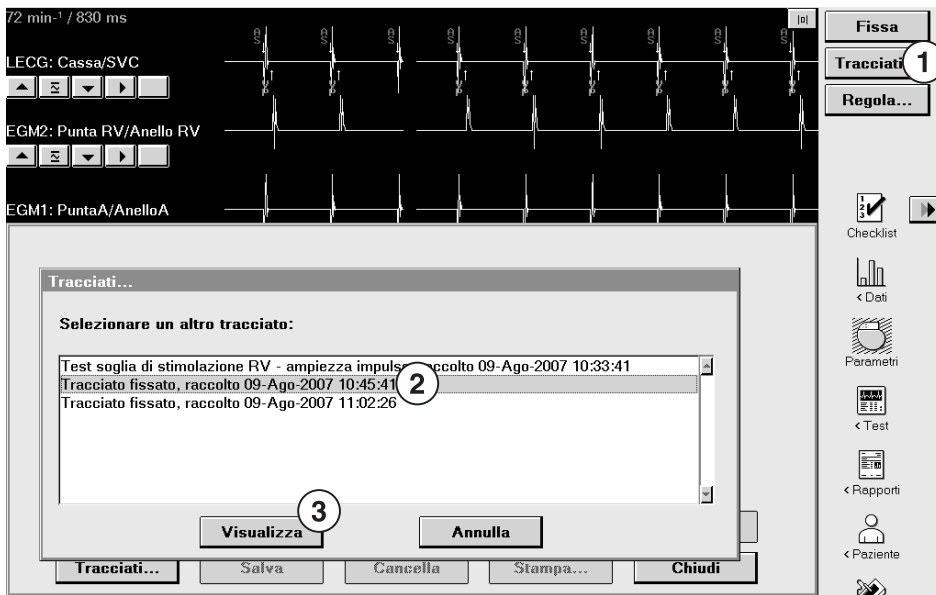 72 min-¹ / 830 ms
LECG: Cassa/SVC
EGM2: Punta RV/Anello RV
EGM1: PuntaA/AnelloA
Fissa
Tracciati
1
Regola...
Checklist
< Dati
Parametri
< Test
< Rapporti
< Paziente
Tracciati...
Selezionare un altro tracciato:
Test soglia di stimolazione RV - ampiezza impulso raccolto 09-Ago-2007 10:33:41
Tracciato fissato, raccolto 09-Ago-2007 10:45:41
2
Tracciato fissato, raccolto 09-Ago-2007 11:02:26
3
Visualizza
Annulla
Tracciati...
Salva
Cancella
Stampa...
Chiudi